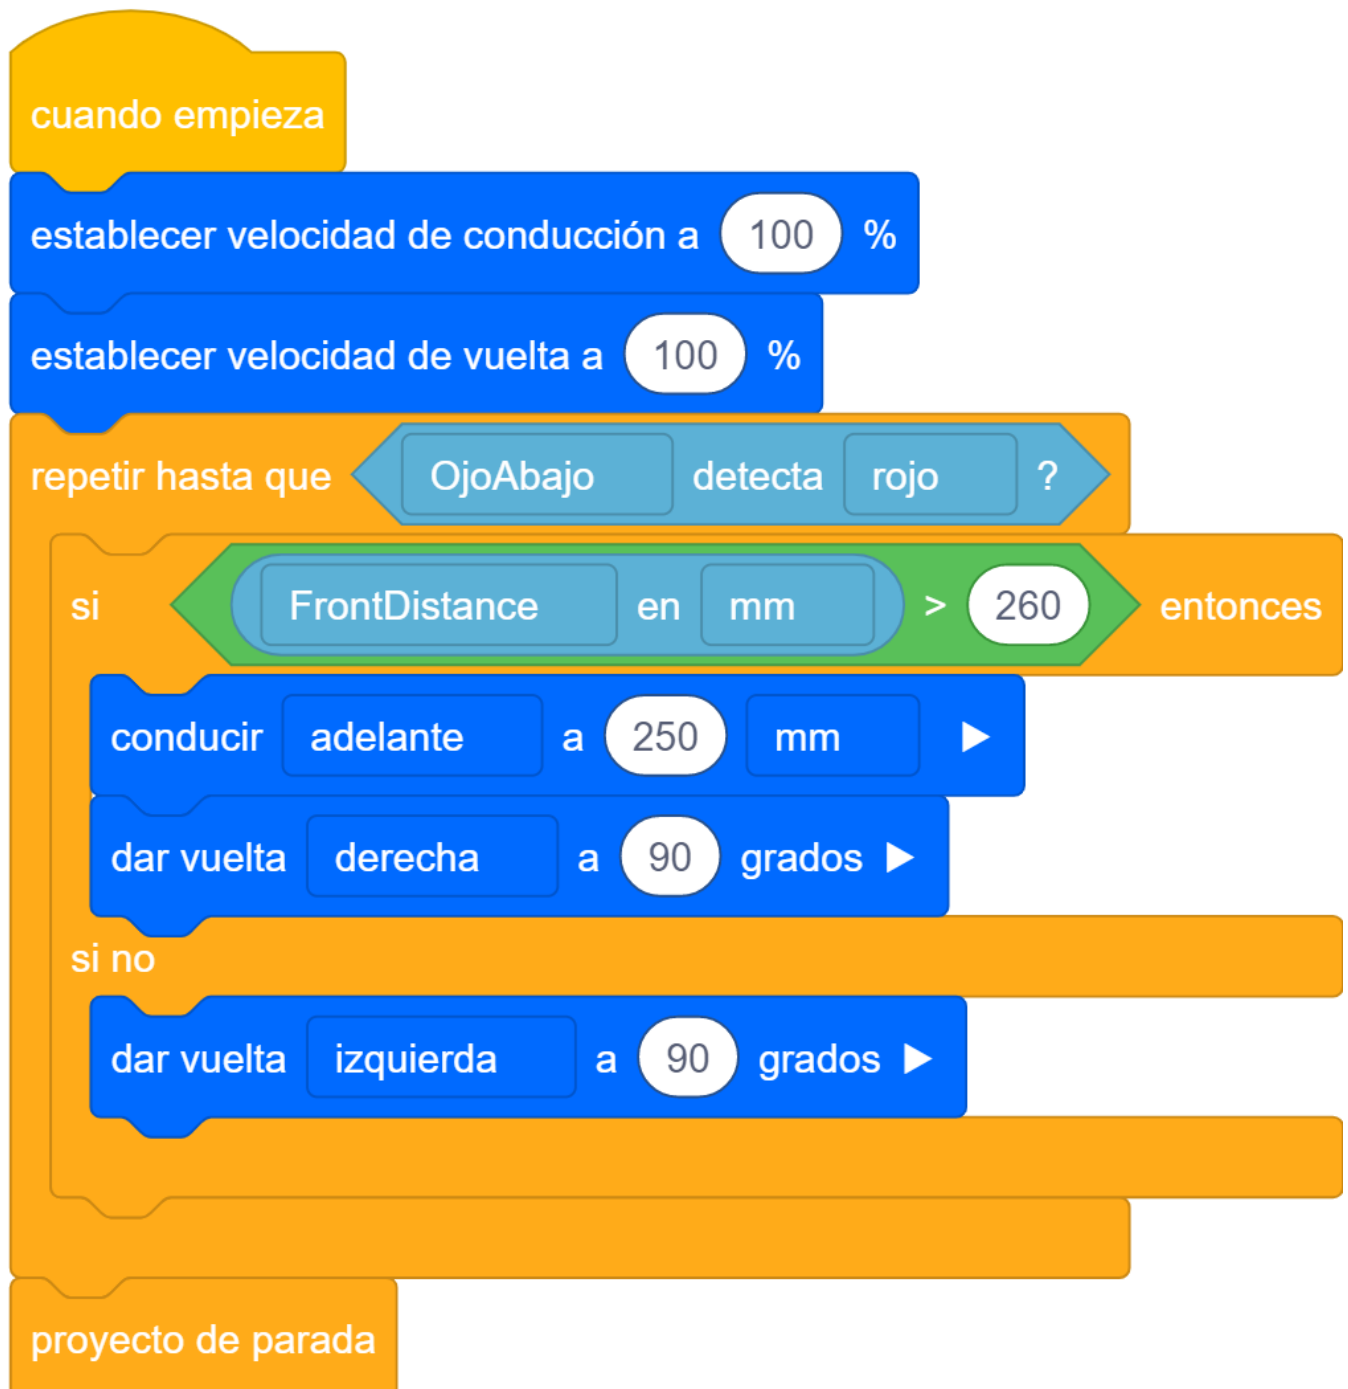 cuando empieza
establecer velocidad de conducción a 100 %
establecer velocidad de vuelta a 100 %
repetir hasta que OjoAbajo detecta rojo ?
si FrontDistance en mm > 260 entonces
conducir adelante a 250 mm
dar vuelta derecha a 90 grados
si no
dar vuelta izquierda a 90 grados
proyecto de parada